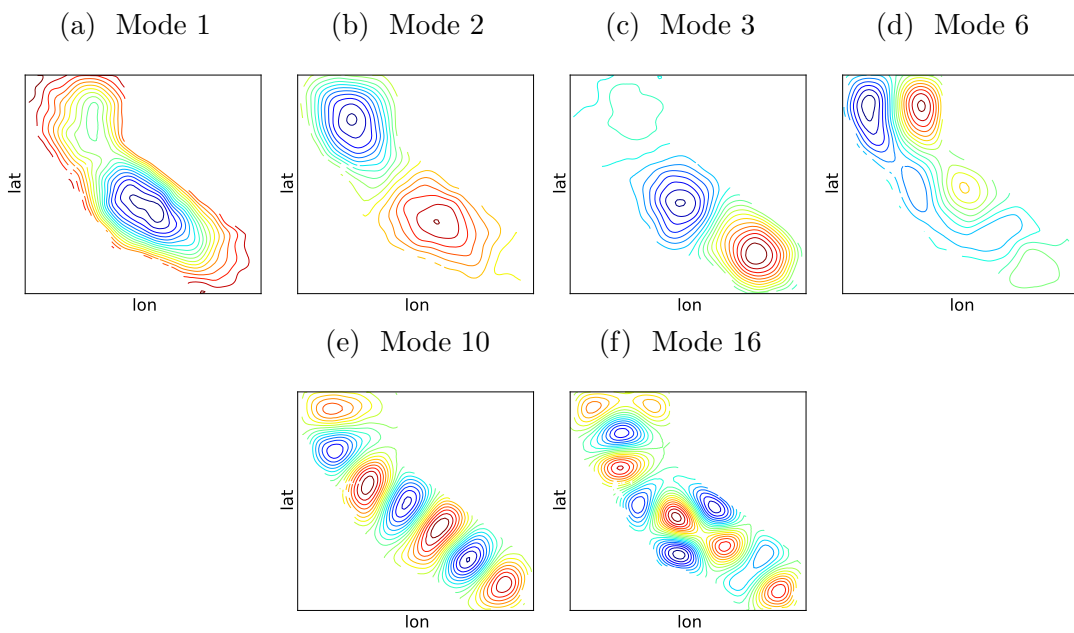 (a) Mode 1
(b) Mode 2
(c) Mode 3
(d) Mode 6
lat
lon
lat
lon
lat
lon
lat
lon
(e) Mode 10
(f) Mode 16
lat
lon
lat
lon